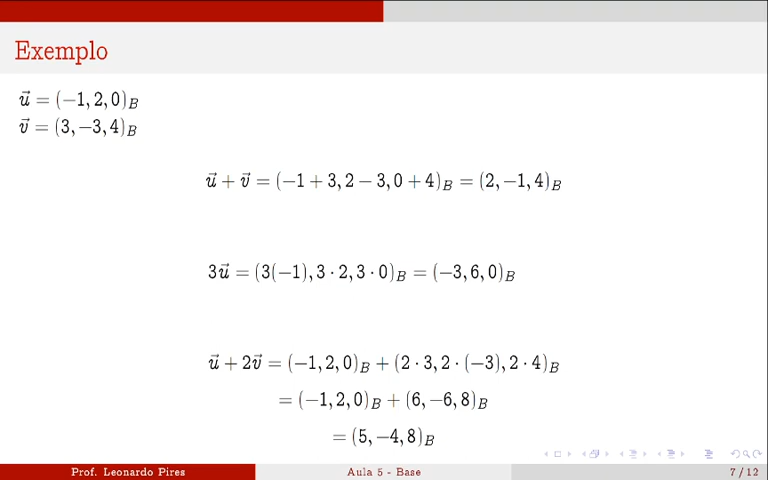 Exemplo
u⃗ = (−1, 2, 0)_B
v⃗ = (3, −3, 4)_B
u⃗ + v⃗ = (−1 + 3, 2 − 3, 0 + 4)_B = (2, −1, 4)_B
3u⃗ = (3(−1), 3 · 2, 3 · 0)_B = (−3, 6, 0)_B
u⃗ + 2v⃗ = (−1, 2, 0)_B + (2 · 3, 2 · (−3), 2 · 4)_B
= (−1, 2, 0)_B + (6, −6, 8)_B
= (5, −4, 8)_B
Prof. Leonardo Pires Aula 5 - Base 7 / 12